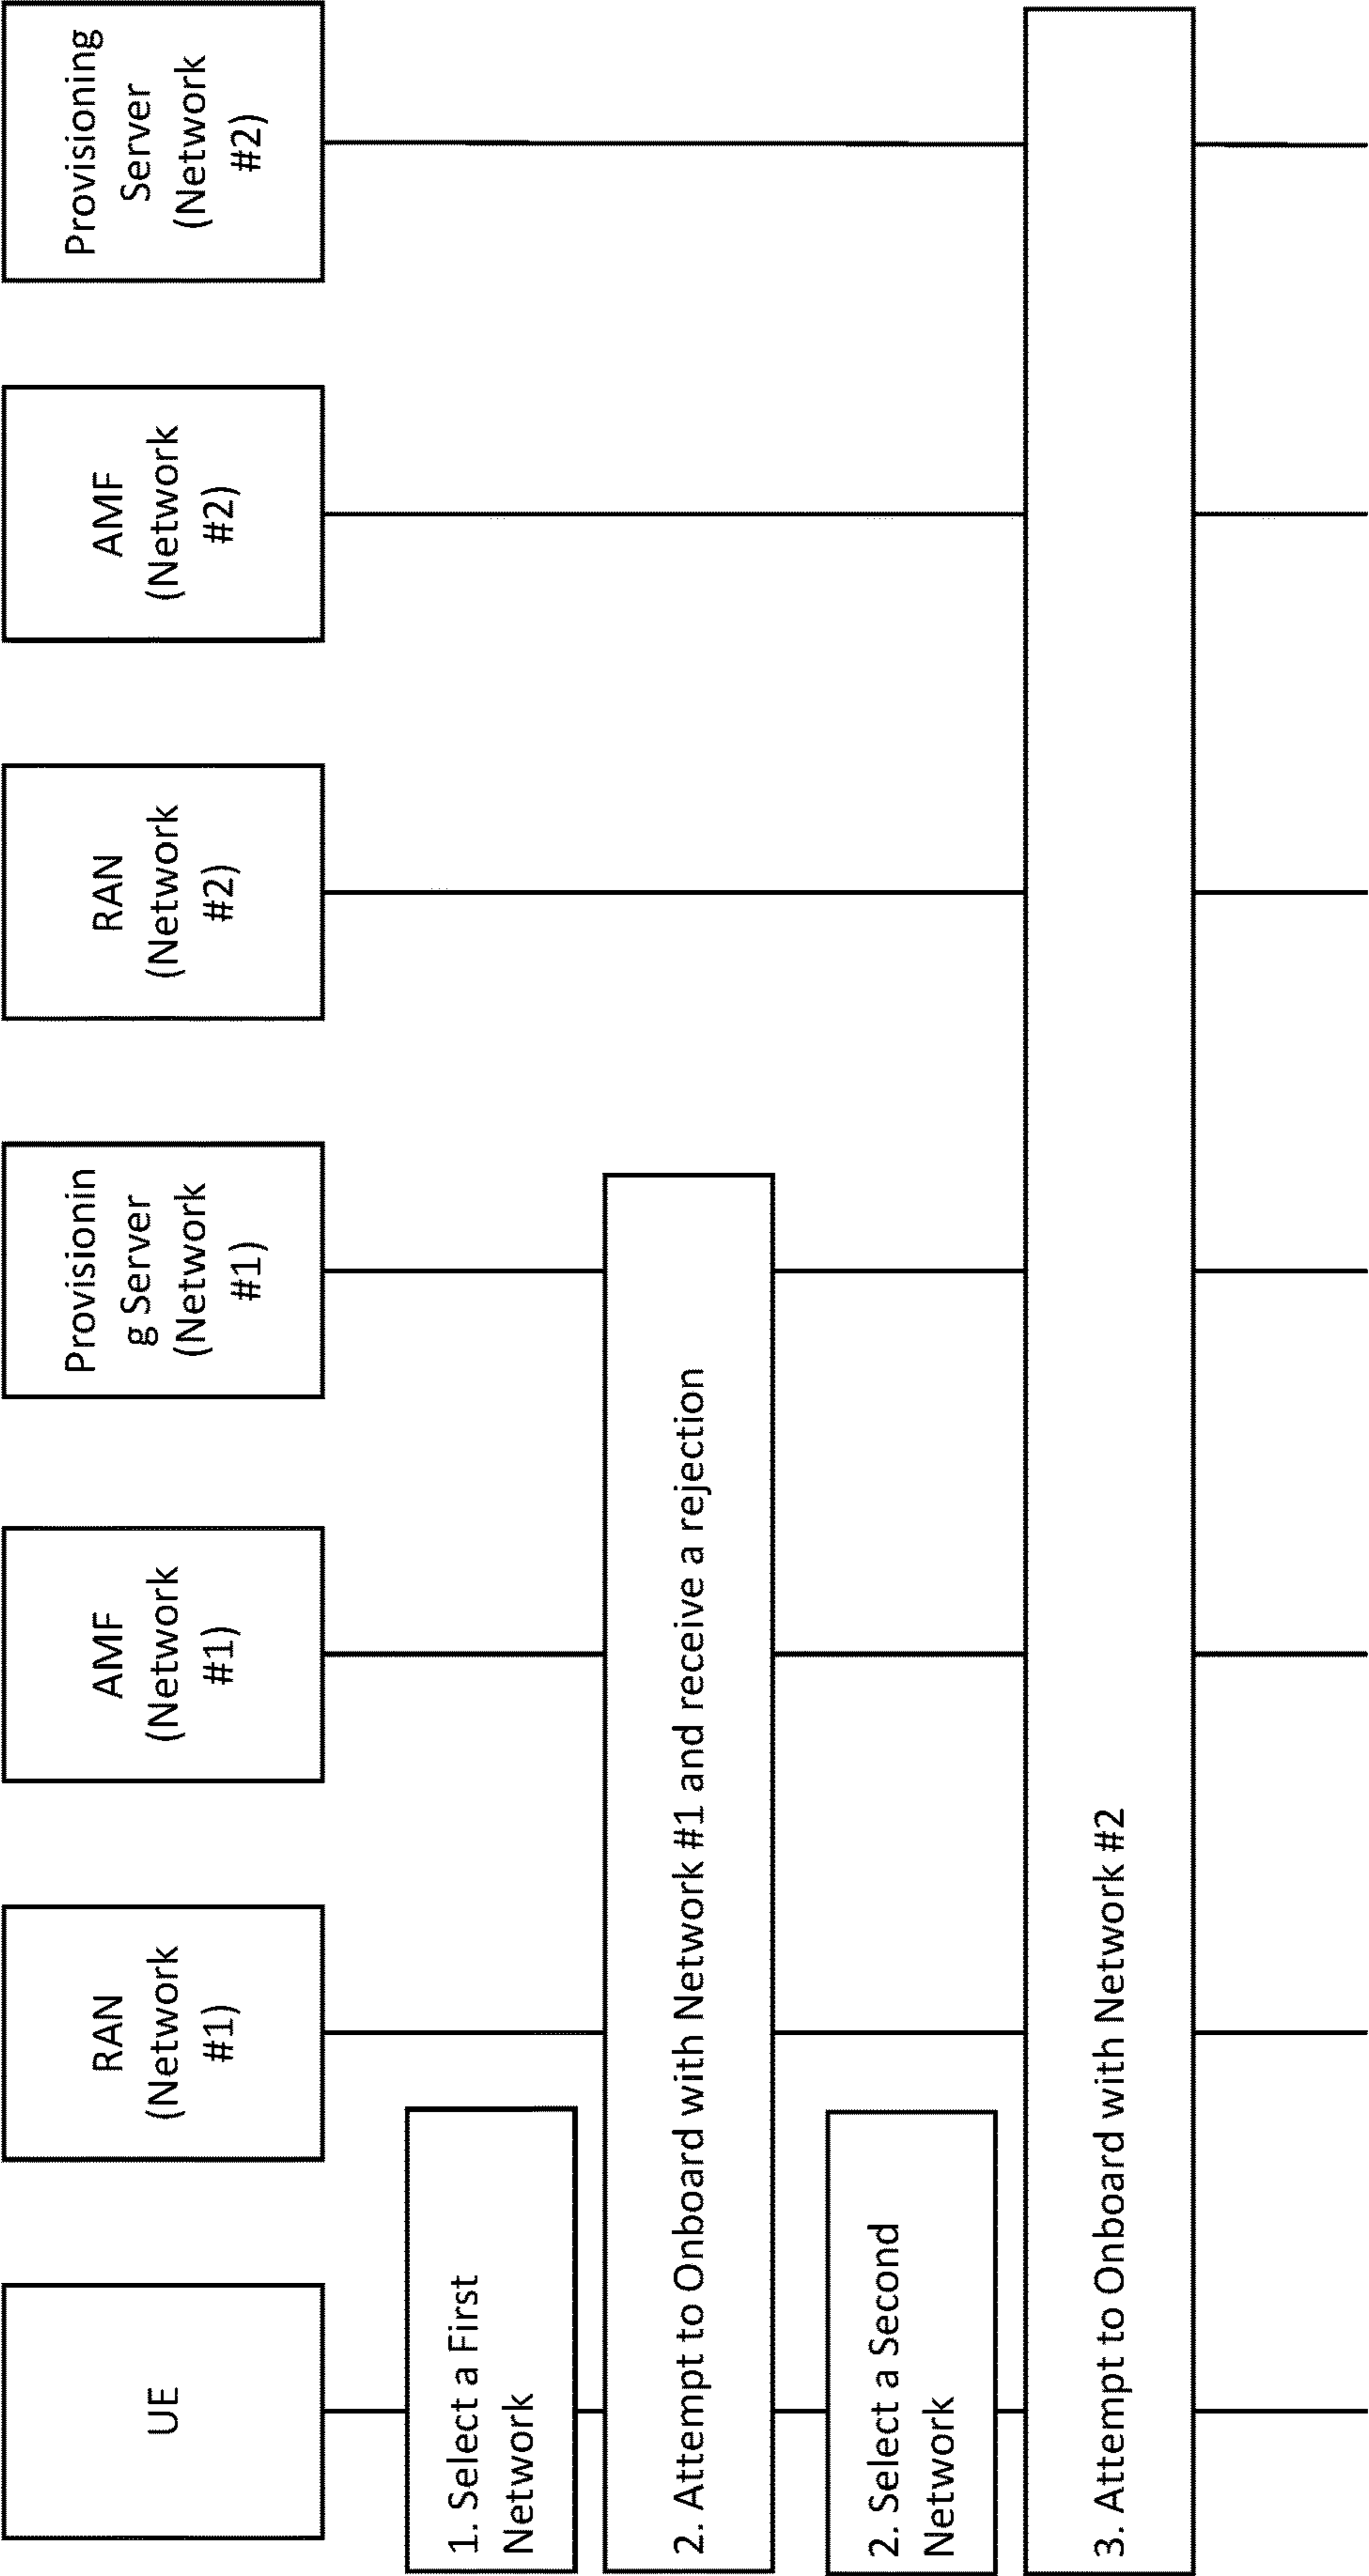 UE
RAN
(Network
#1)
AMF
(Network
#1)
Provisionin
g Server
(Network
#1)
RAN
(Network
#2)
AMF
(Network
#2)
Provisioning
Server
(Network
#2)
1. Select a First
Network
2. Attempt to Onboard with Network #1 and receive a rejection
2. Select a Second
Network
3. Attempt to Onboard with Network #2